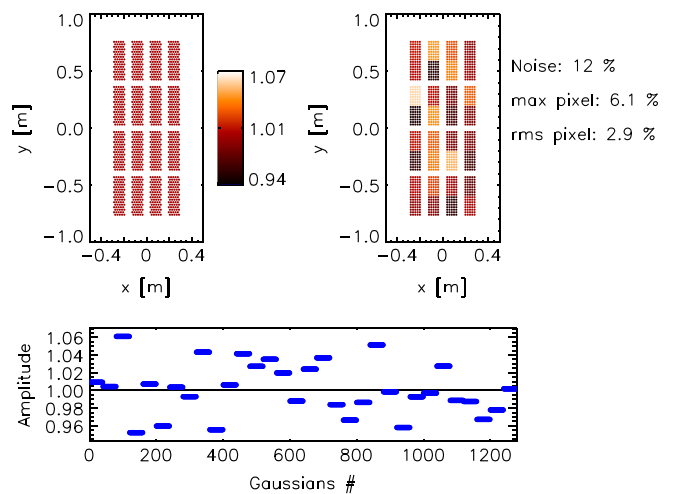 1.0
0.5
0.0
−0.5
−1.0
y [m]
−0.4 0 0.4
x [m]
1.07
1.01
0.94
1.0
0.5
0.0
−0.5
−1.0
y [m]
−0.4 0 0.4
x [m]
Noise: 12 %
max pixel: 6.1 %
rms pixel: 2.9 %
1.06
1.04
1.02
1.00
0.98
0.96
Amplitude
0 200 400 600 800 1000 1200
Gaussians #